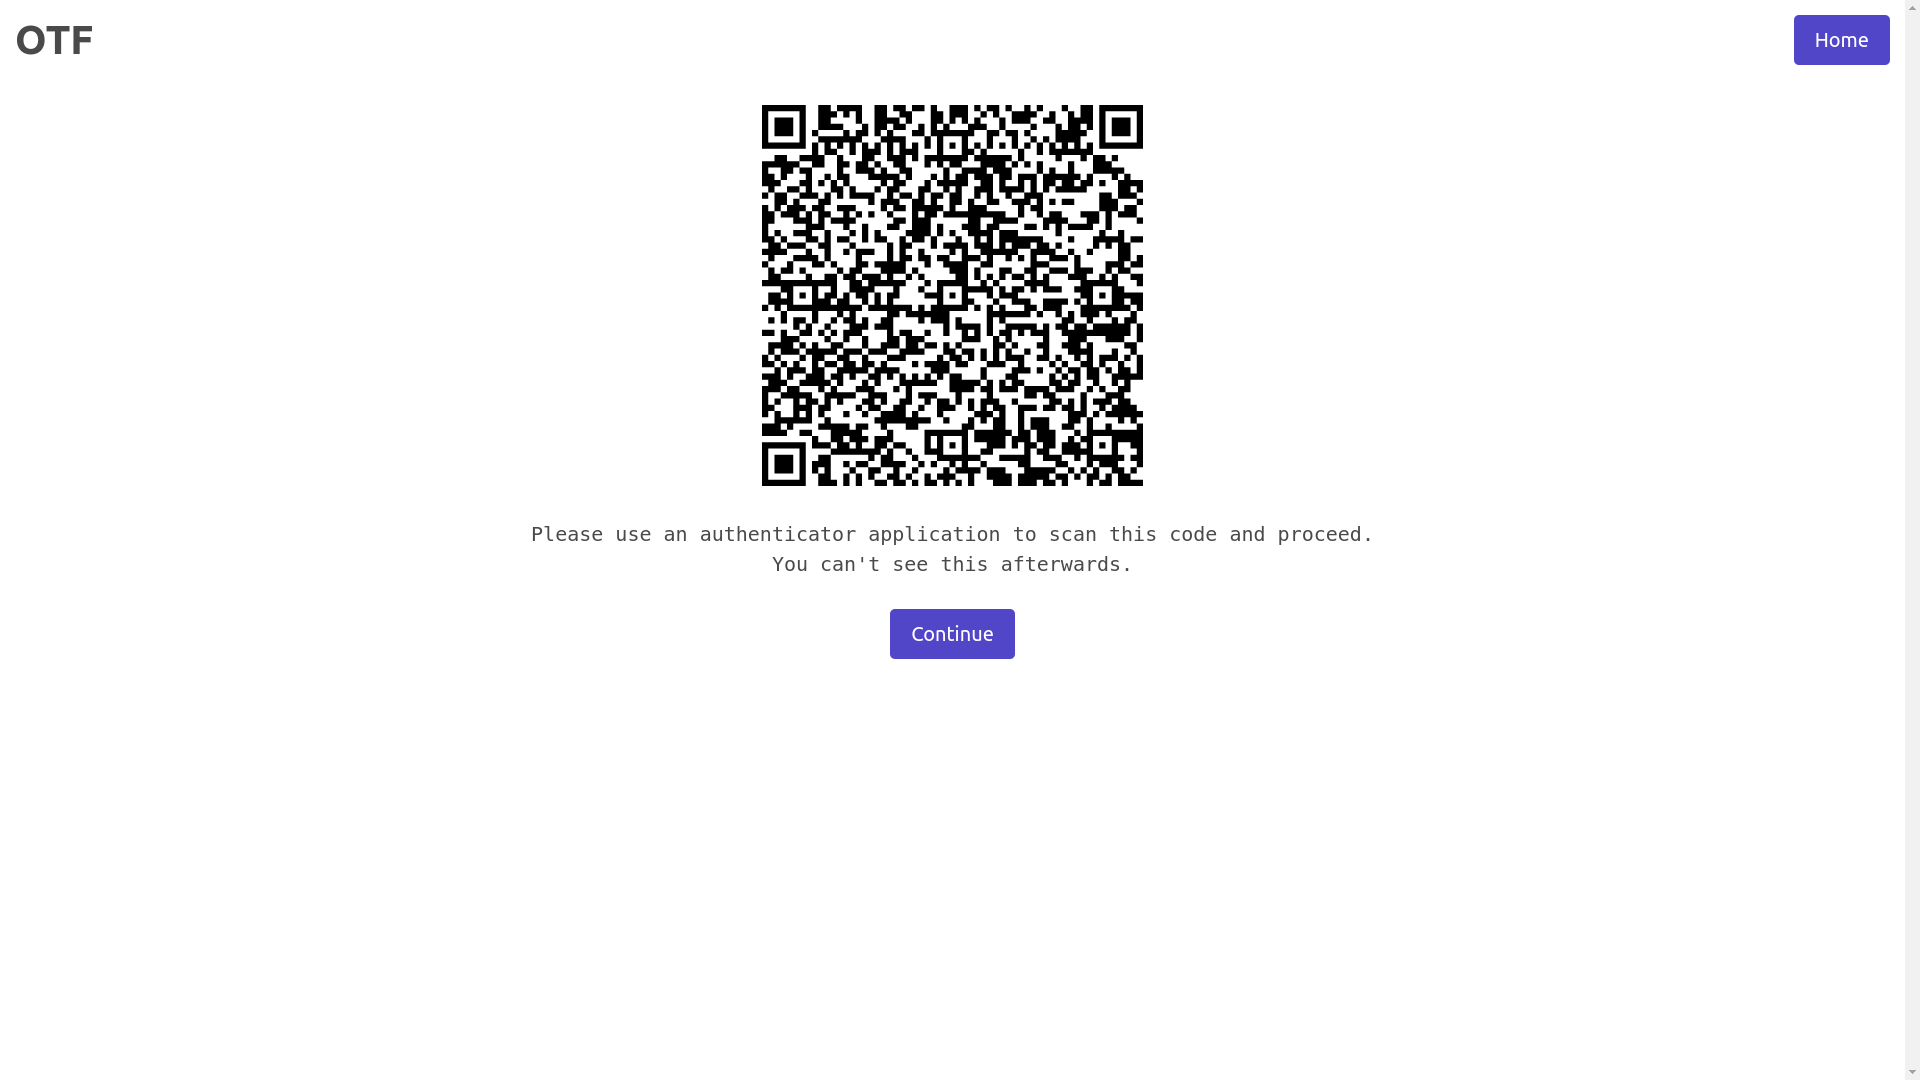 OTF
Home
Please use an authenticator application to scan this code and proceed.
You can't see this afterwards.
Continue